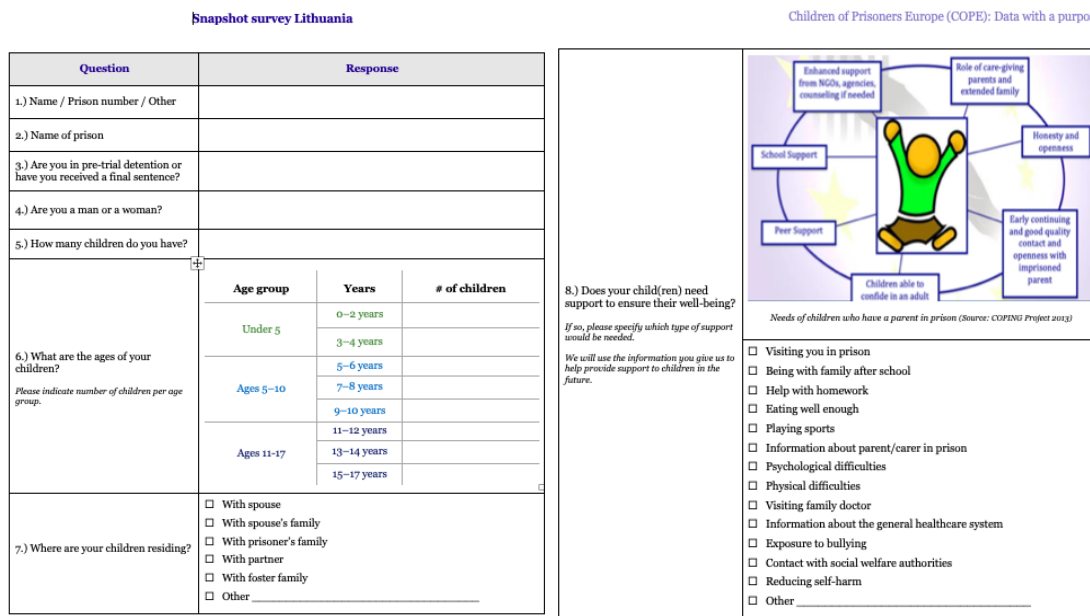 Snapshot survey Lithuania
Children of Prisoners Europe (COPE): Data with a
Question
Response
1.) Name / Prison number / Other
2.) Name of prison
3.) Are you in pre-trial detention or
have you received a final sentence?
4.) Are you a man or a woman?
5.) How many children do you have?
6.) What are the ages of your
children?
Please indicate number of children per age
group.
Age group
Years
# of children
Under 5
0–2 years
3–4 years
Ages 5–10
5–6 years
7–8 years
9–10 years
Ages 11-17
11–12 years
13–14 years
15–17 years
7.) Where are your children residing?
☐ With spouse
☐ With spouse's family
☐ With prisoner's family
☐ With partner
☐ With foster family
☐ Other
8.) Does your child(ren) need
support to ensure their well-being?
If so, please specify which type of support
would be needed.
We will use the information you give us to
help provide support to children in the
future.
Enhanced support
from NGOs, agencies,
counseling if needed
Role of care-giving
parents and
extended family
Honesty and
openness
School Support
Peer Support
Early continuing
and good quality
contact and
openness with
imprisoned
parent
Children able to
confide in an adult
Needs of children who have a parent in prison (Source: COPING Project 2013)
☐ Visiting you in prison
☐ Being with family after school
☐ Help with homework
☐ Eating well enough
☐ Playing sports
☐ Information about parent/carer in prison
☐ Psychological difficulties
☐ Physical difficulties
☐ Visiting family doctor
☐ Information about the general healthcare system
☐ Exposure to bullying
☐ Contact with social welfare authorities
☐ Reducing self-harm
☐ Other